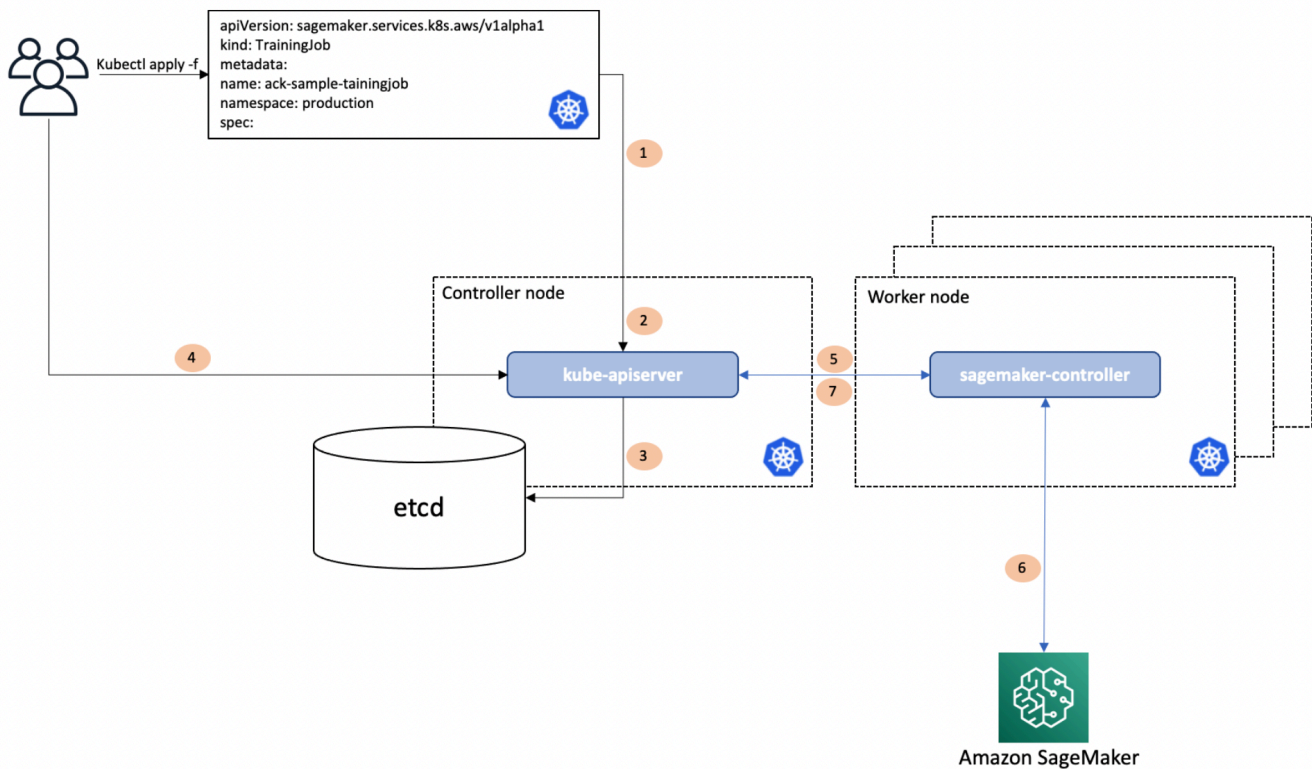 apiVersion: sagemaker.services.k8s.aws/v1alpha1
kind: TrainingJob
metadata:
name: ack-sample-tainingjob
namespace: production
spec:
Kubectl apply -f
1
Controller node
Worker node
2
4
kube-apiserver
5
7
sagemaker-controller
3
etcd
6
Amazon SageMaker